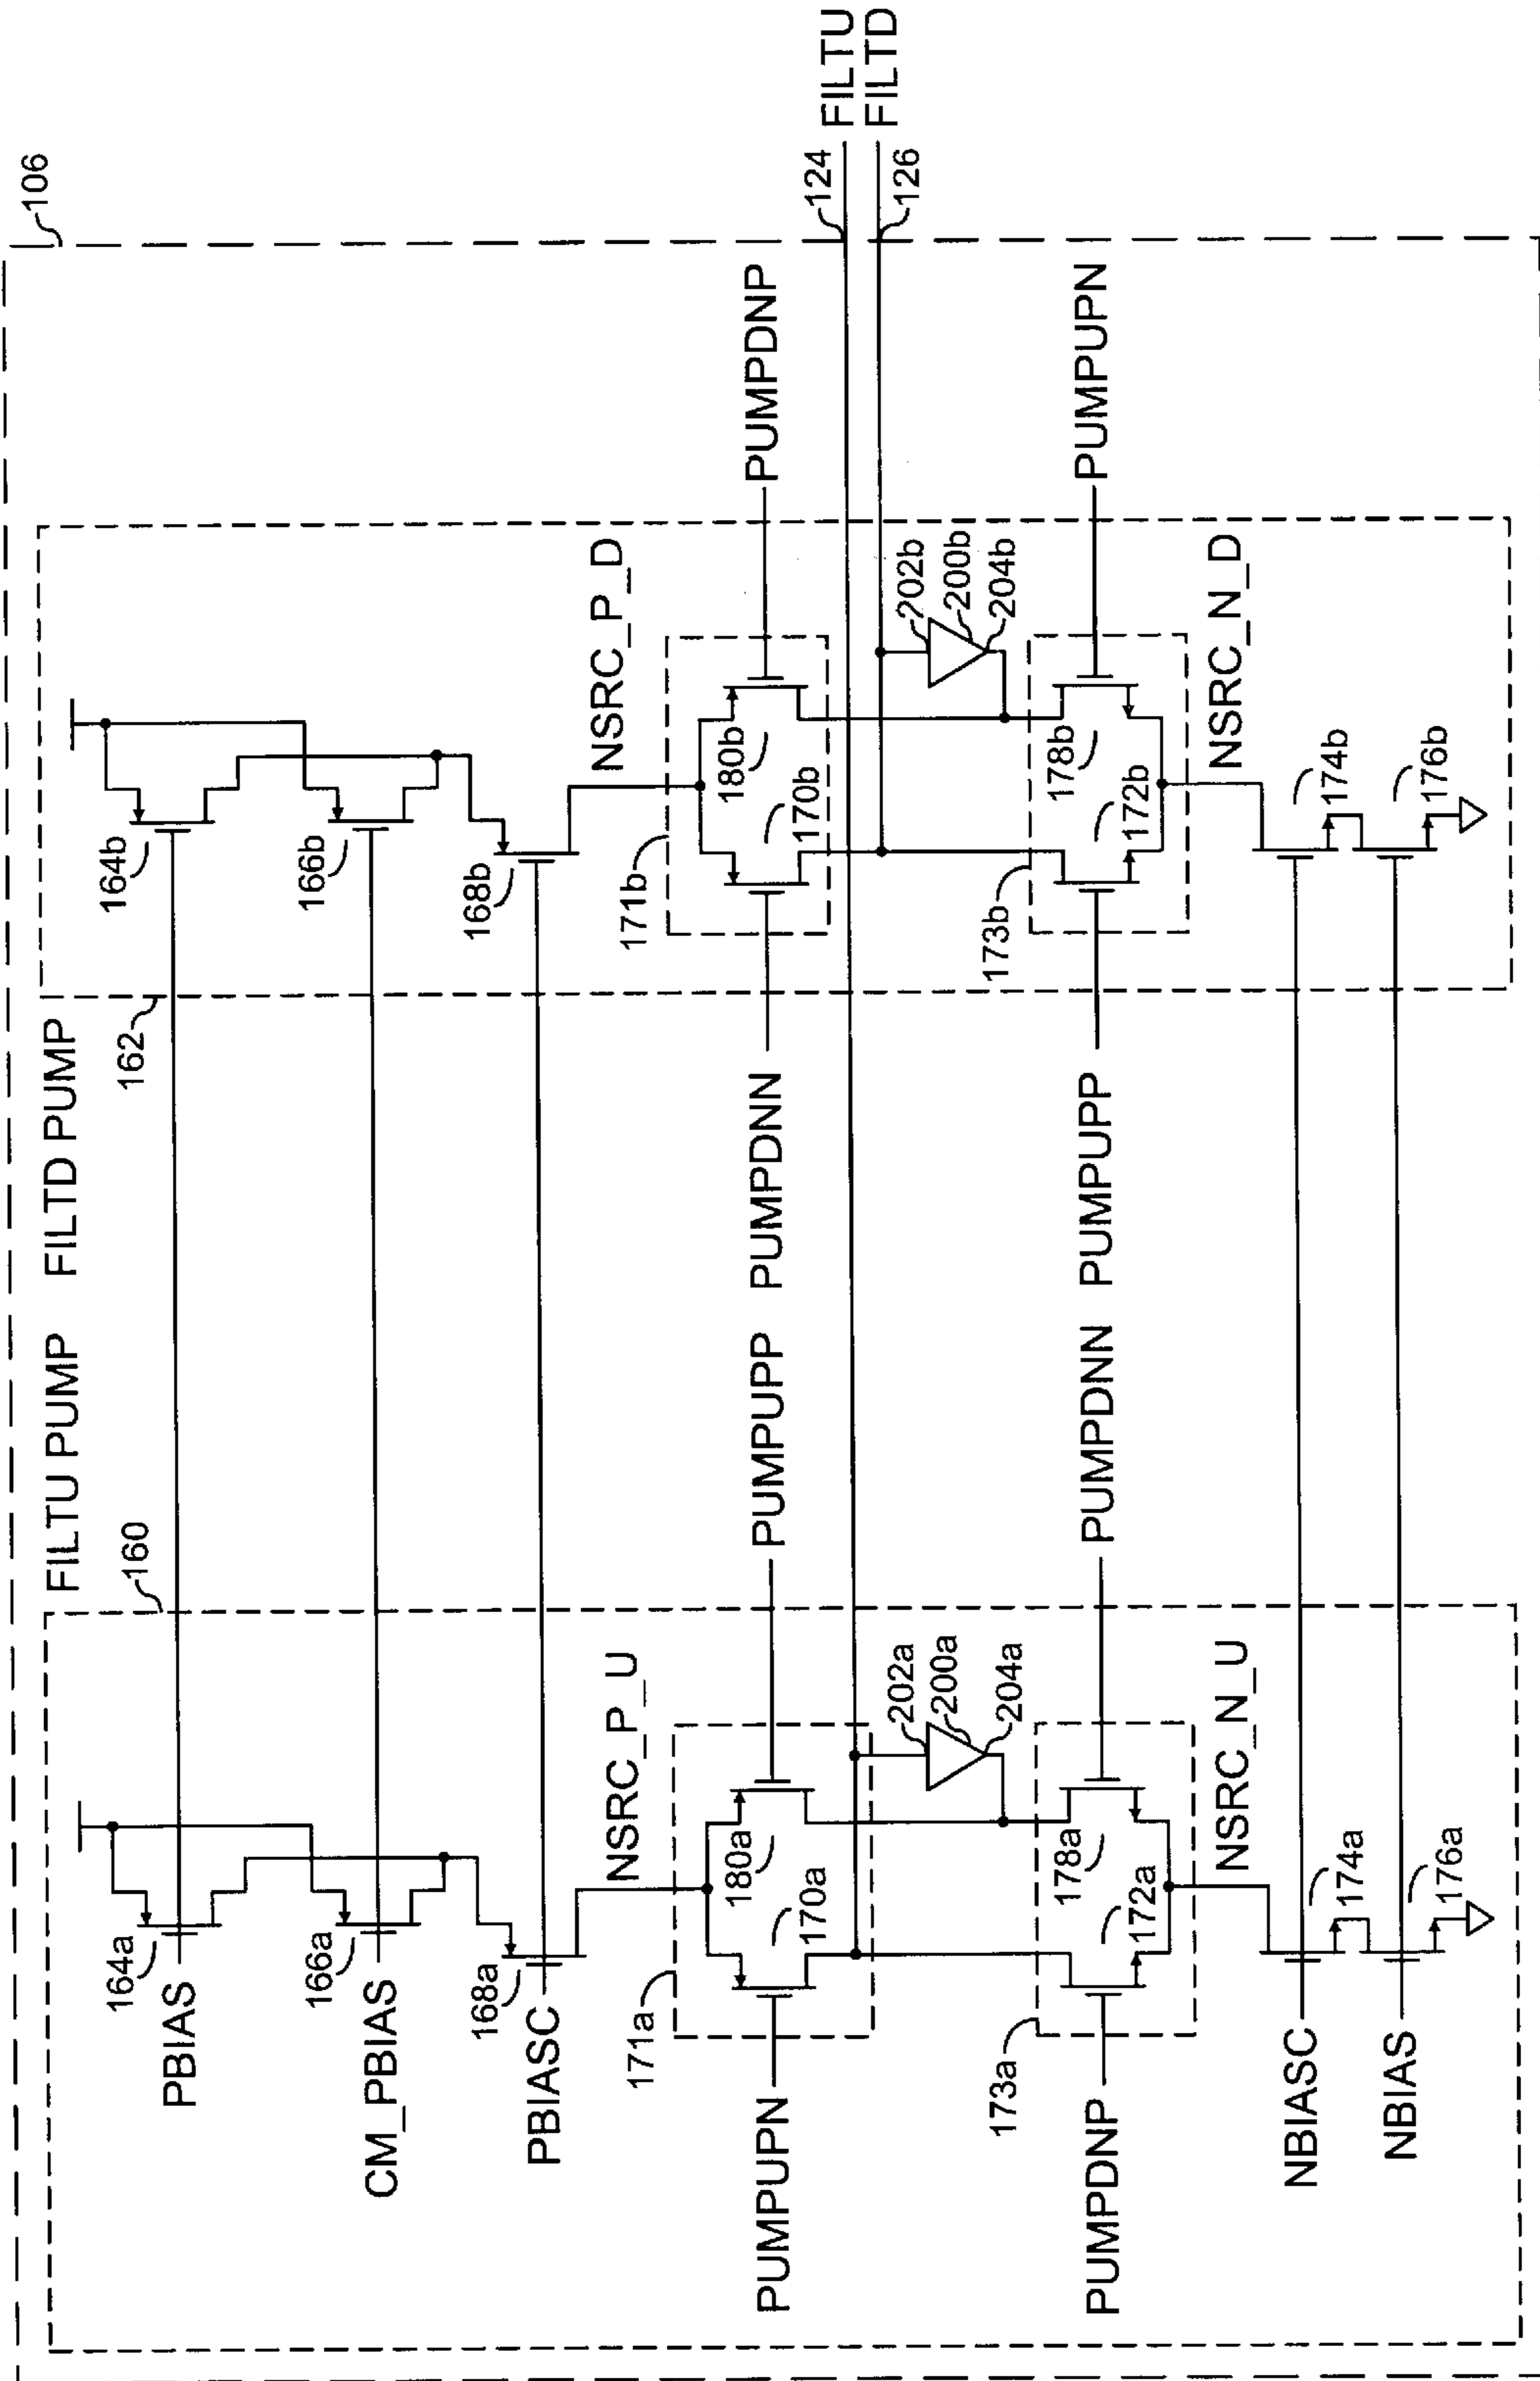 106
FILTU PUMP
FILTD PUMP
160
162
164a
PBIAS
164b
166a
CM_PBIAS
166b
168a
PBIASC
168b
NSRC_P_U
NSRC_P_D
171a
180a
170a
171b
180b
170b
PUMPUPN
PUMPUPP
PUMPDNN
PUMPDNP
124
FILTU
FILTD
126
202a
200a
204a
202b
200b
204b
173a
178a
172a
173b
178b
172b
PUMPDNP
PUMPDNN
PUMPUPP
PUMPUPN
NSRC_N_U
NSRC_N_D
NBIASC
174a
174b
NBIAS
176a
176b